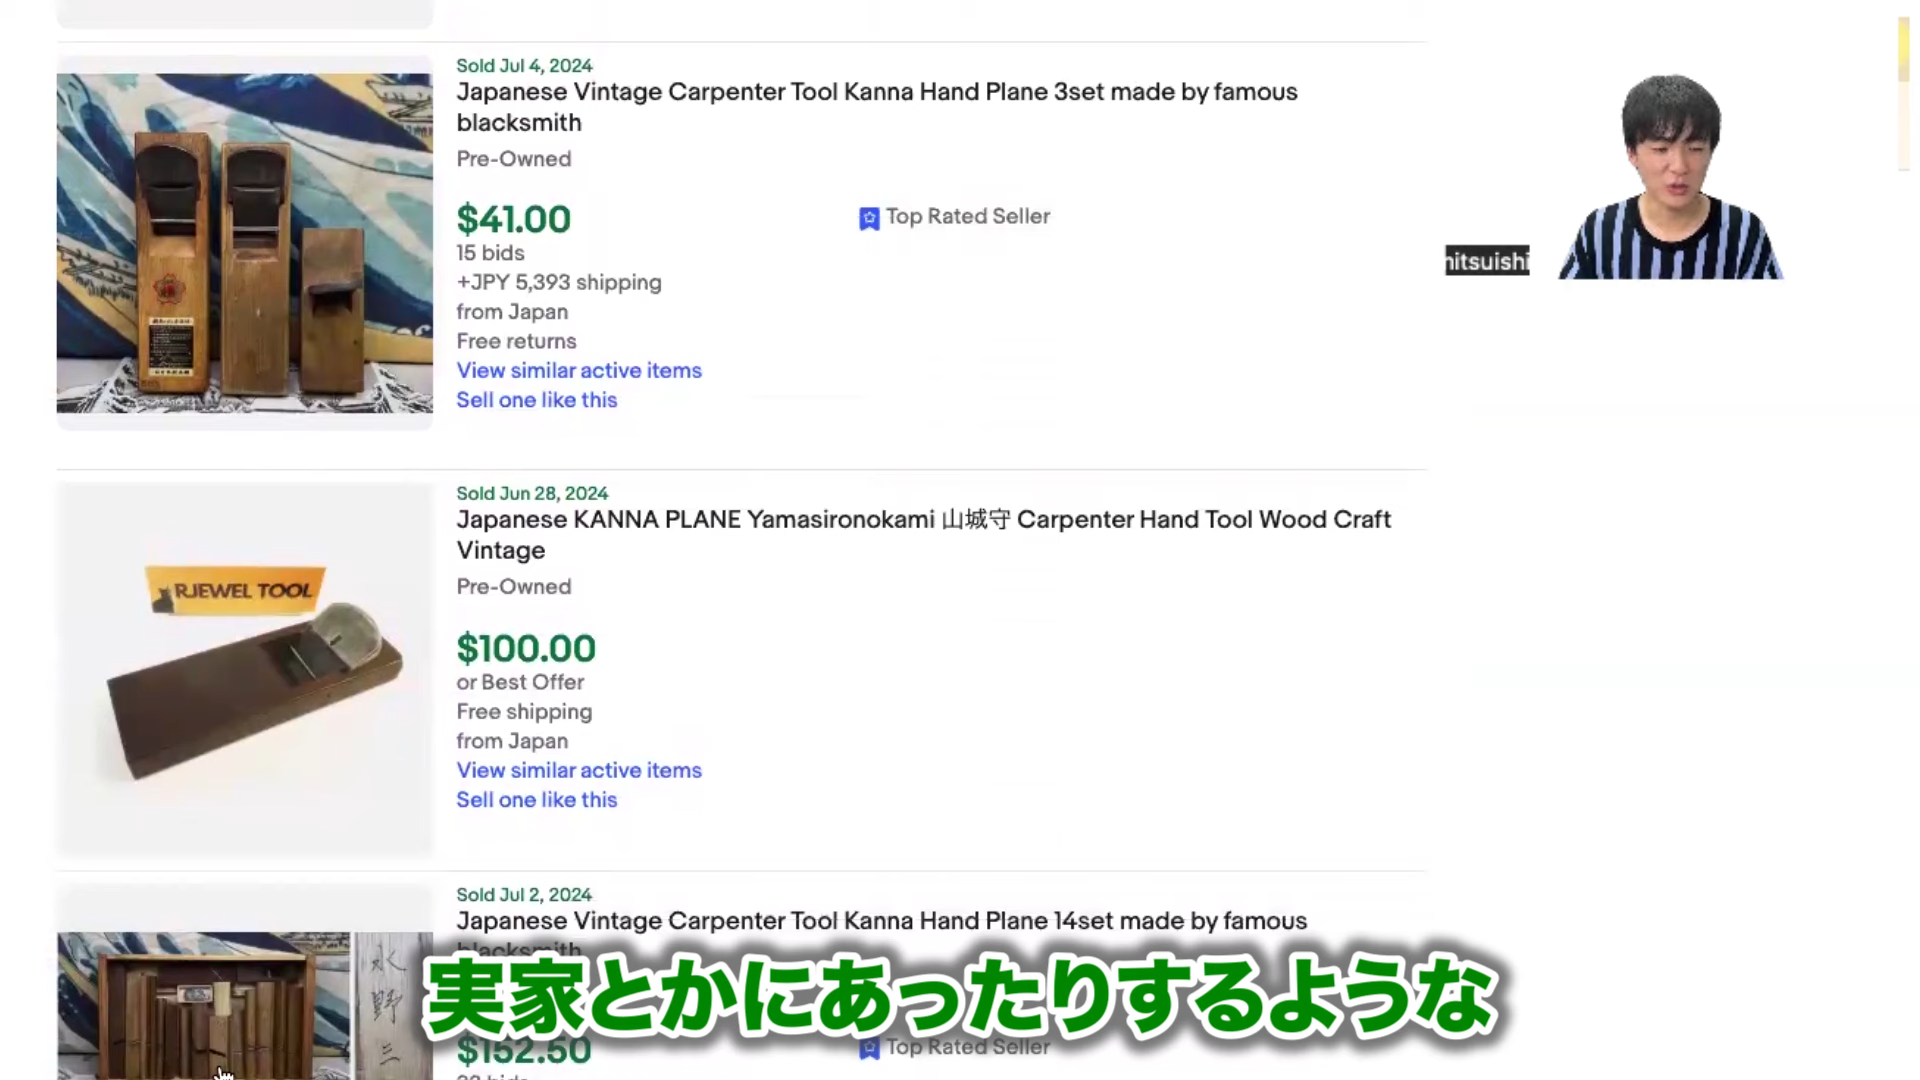 Sold Jul 4, 2024
Japanese Vintage Carpenter Tool Kanna Hand Plane 3set made by famous
blacksmith
Pre-Owned
$41.00
Top Rated Seller
15 bids
+JPY 5,393 shipping
from Japan
Free returns
View similar active items
Sell one like this
mitsuishi
Sold Jun 28, 2024
Japanese KANNA PLANE Yamasironokami 山城守 Carpenter Hand Tool Wood Craft
Vintage
Pre-Owned
RJEWEL TOOL
$100.00
or Best Offer
Free shipping
from Japan
View similar active items
Sell one like this
Sold Jul 2, 2024
Japanese Vintage Carpenter Tool Kanna Hand Plane 14set made by famous
blacksmith
水野三
実家とかにあったりするような
$152.50
Top Rated Seller